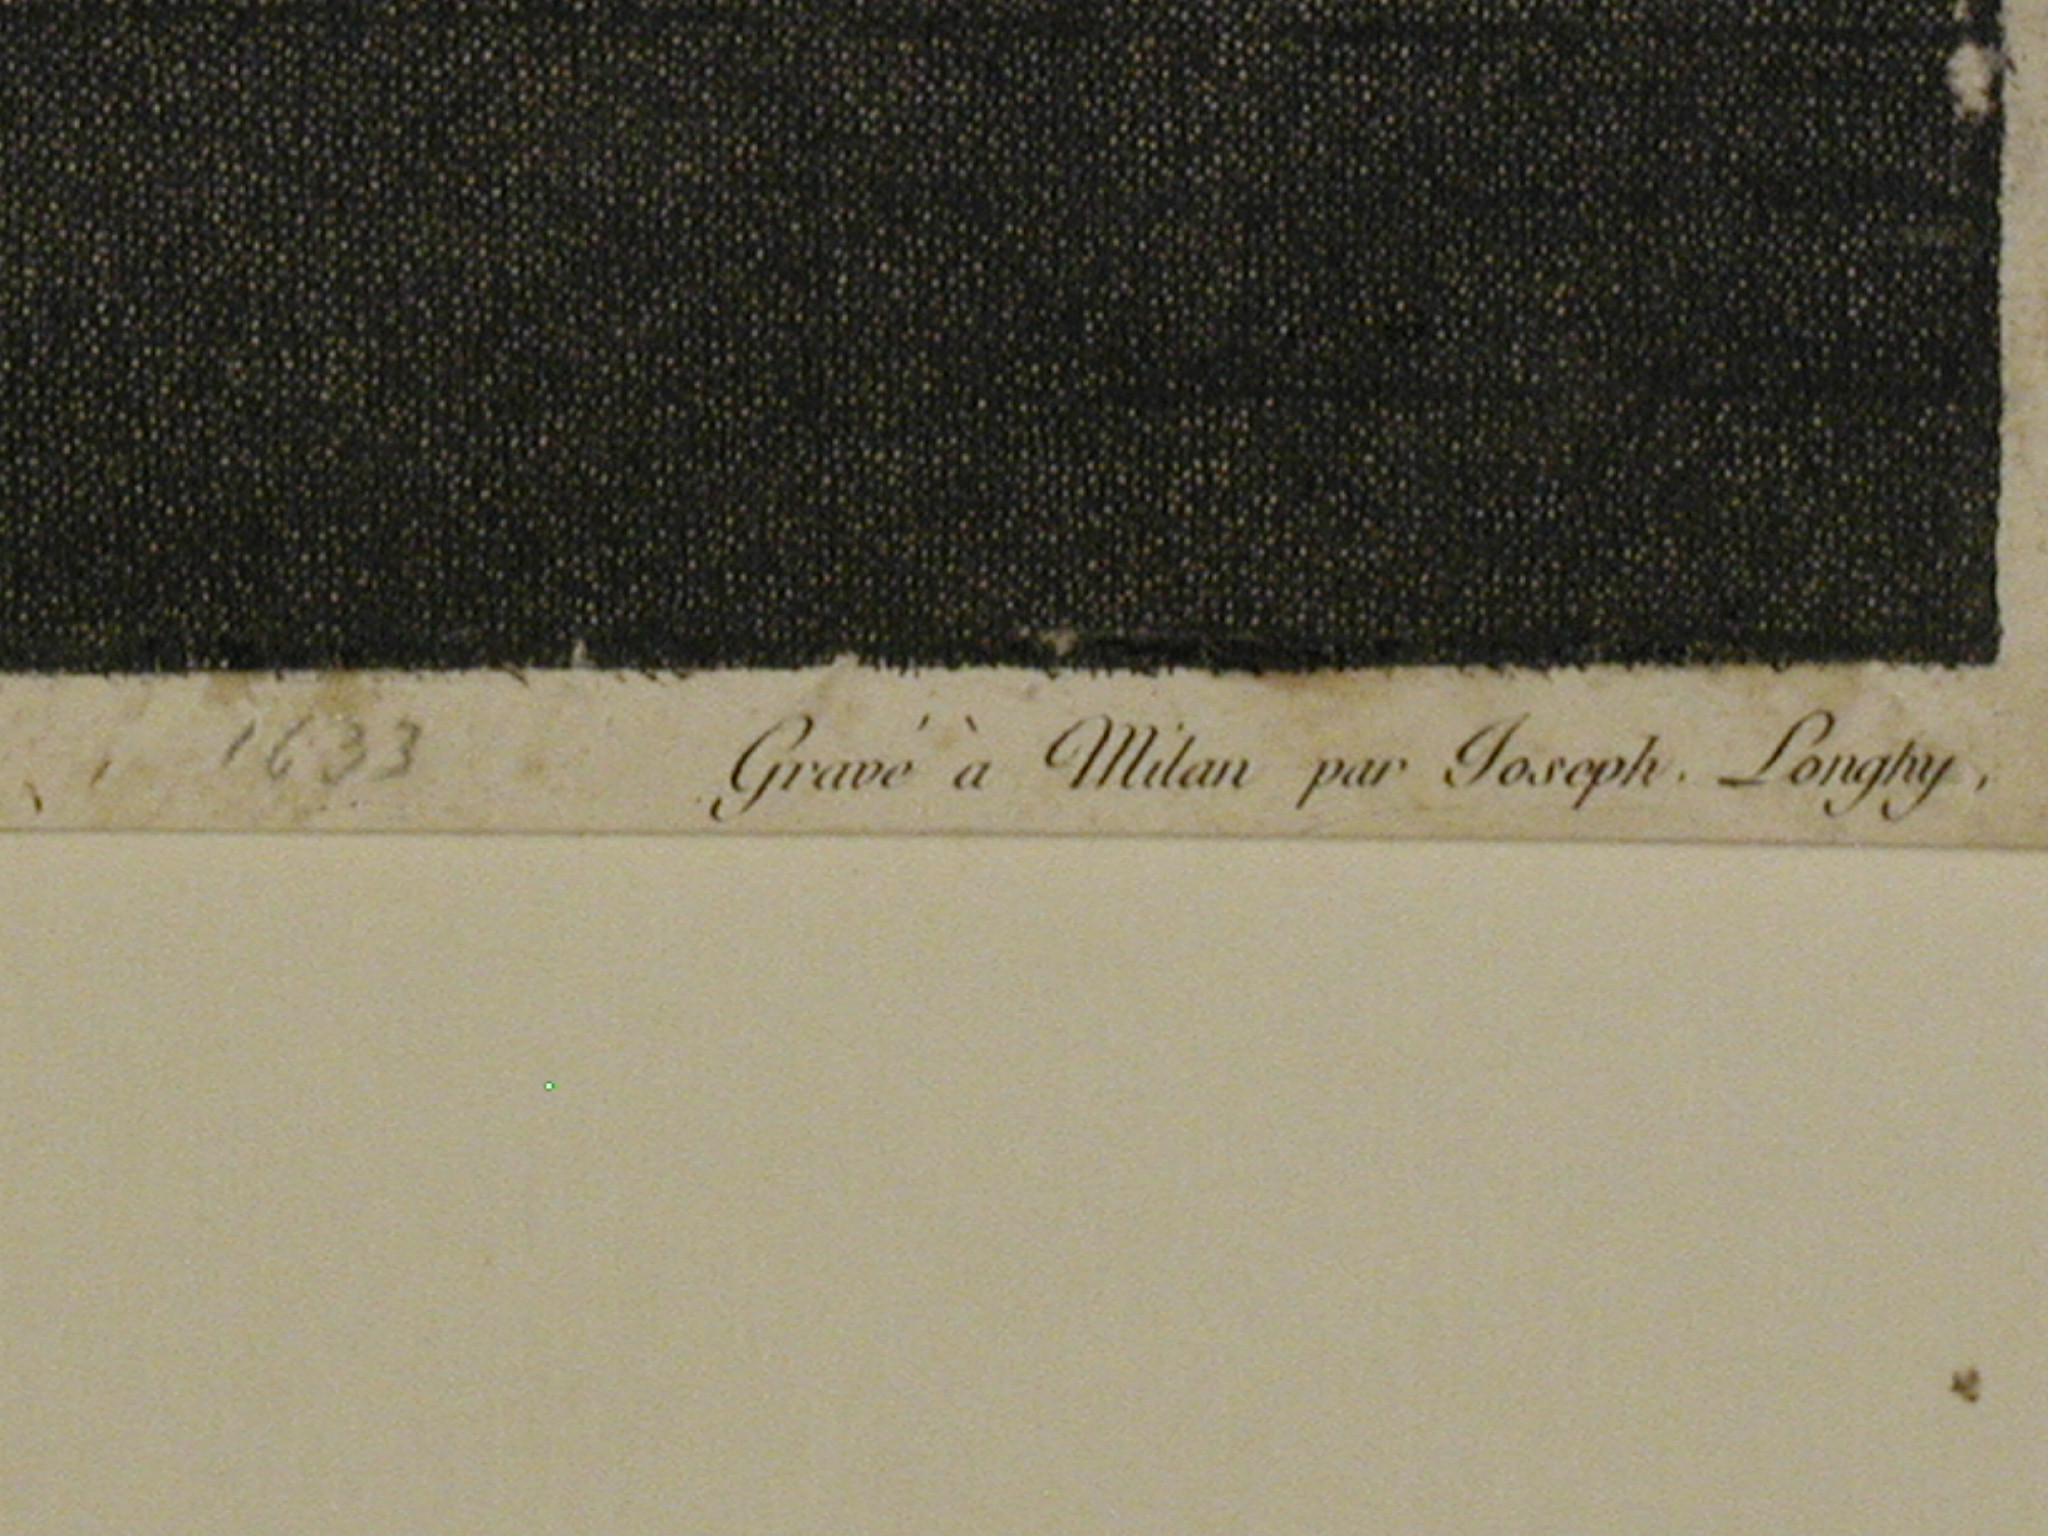 1633 Gravé à Milan par Joseph. Longhy.